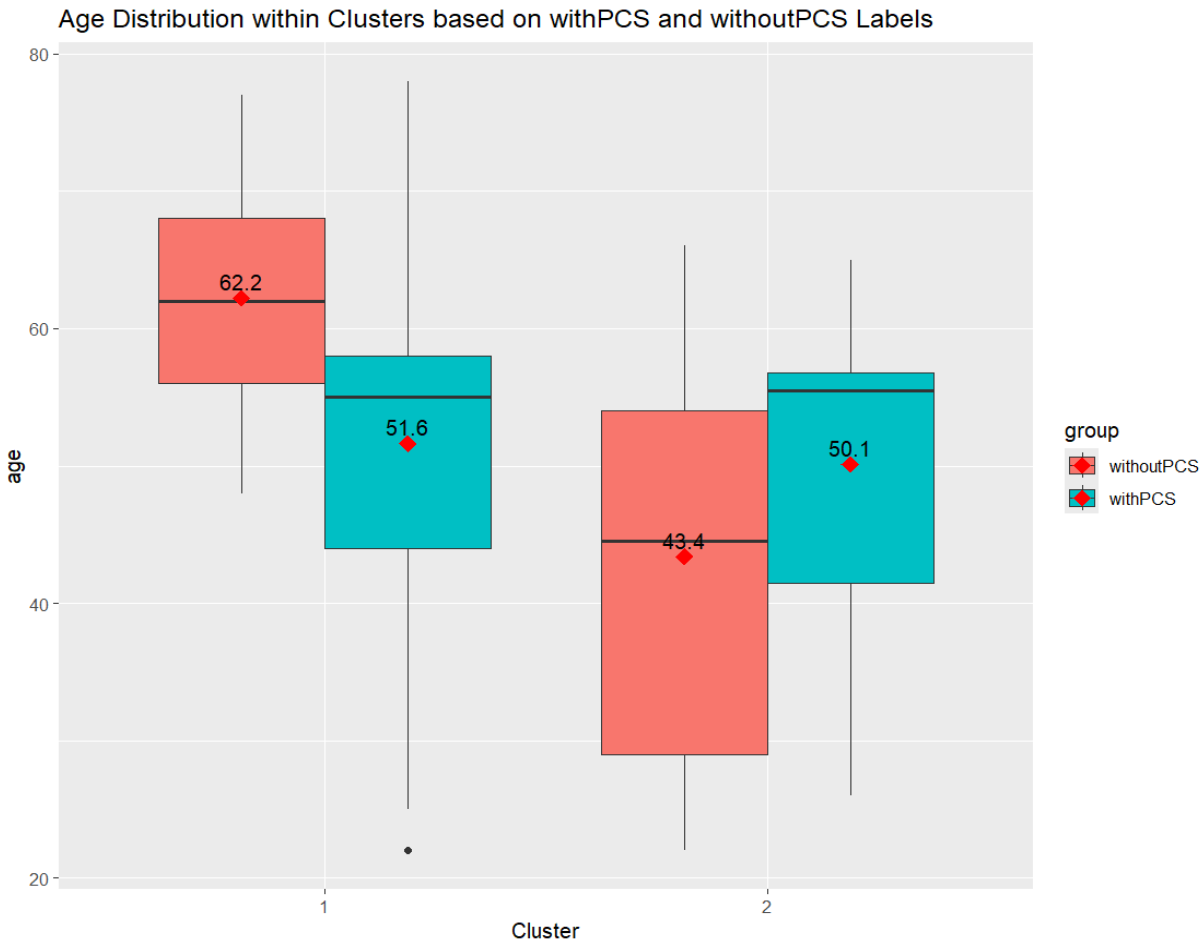 Age Distribution within Clusters based on withPCS and withoutPCS Labels
80
60
40
20
age
62.2
51.6
43.4
50.1
1
2
Cluster
group
withoutPCS
withPCS